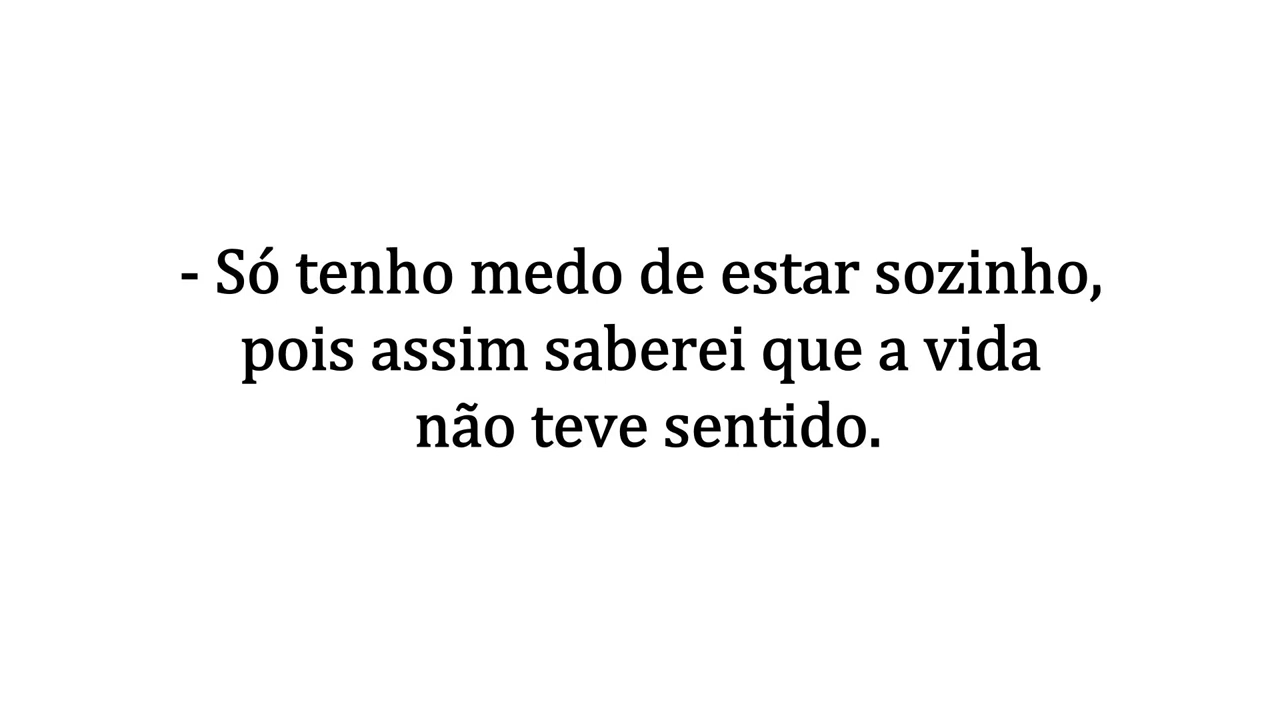 - Só tenho medo de estar sozinho,
pois assim saberei que a vida
não teve sentido.